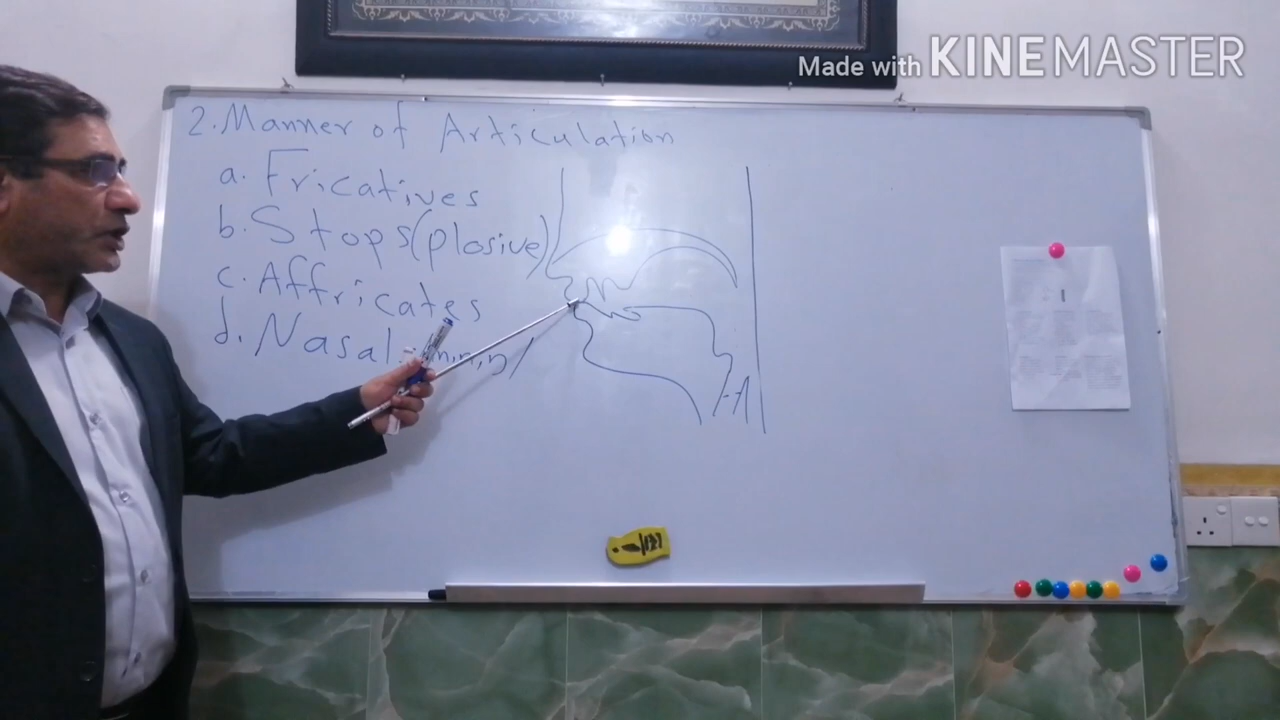 Made with KINEMASTER
2. Manner of Articulation
a. Fricatives
b. Stops (plosive)
c. Affricates
d. Nasal